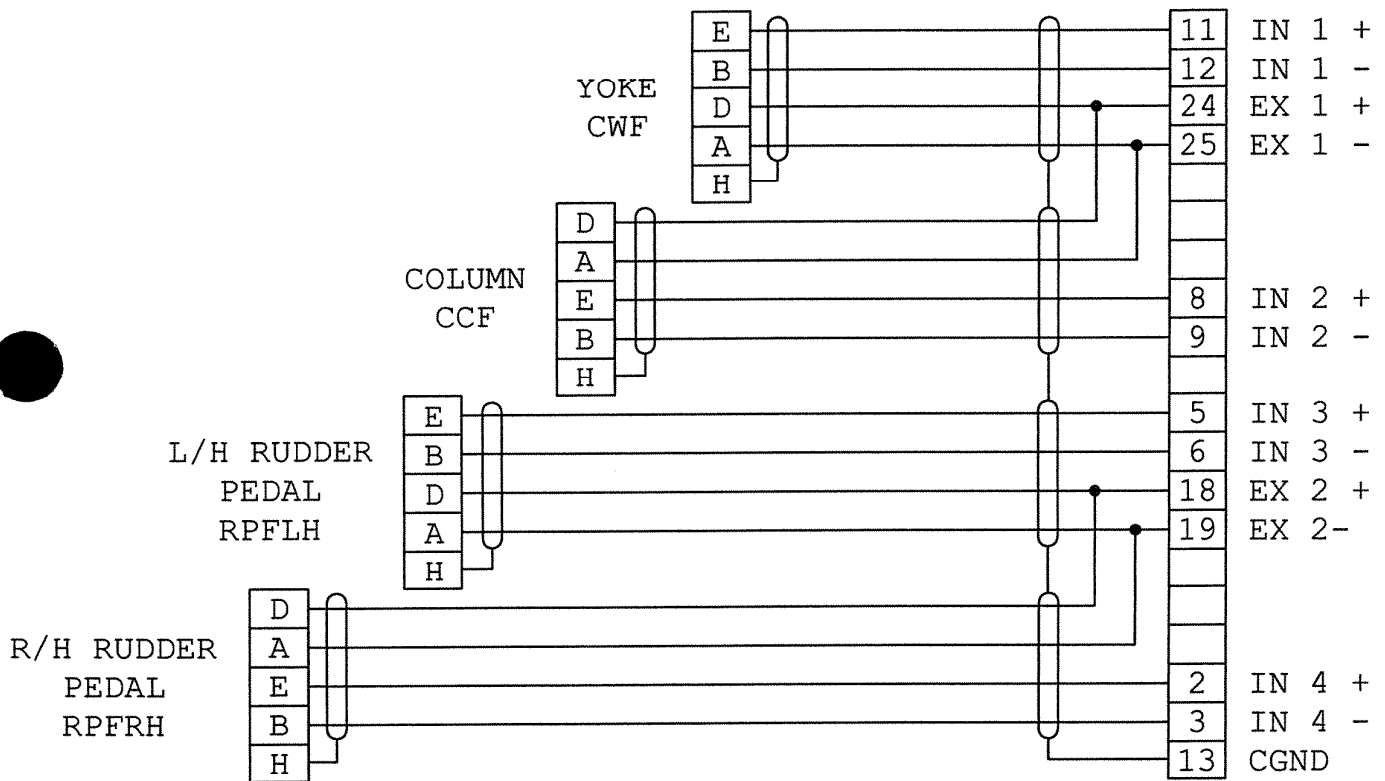 E 11 IN 1 +
B 12 IN 1 -
YOKE
CWF
D 24 EX 1 +
A 25 EX 1 -
H
D
A
COLUMN
CCF
E 8 IN 2 +
B 9 IN 2 -
H
E 5 IN 3 +
L/H RUDDER
PEDAL
RPFLH
B 6 IN 3 -
D 18 EX 2 +
A 19 EX 2-
H
D
R/H RUDDER
PEDAL
RPFRH
A
E 2 IN 4 +
B 3 IN 4 -
H 13 CGND